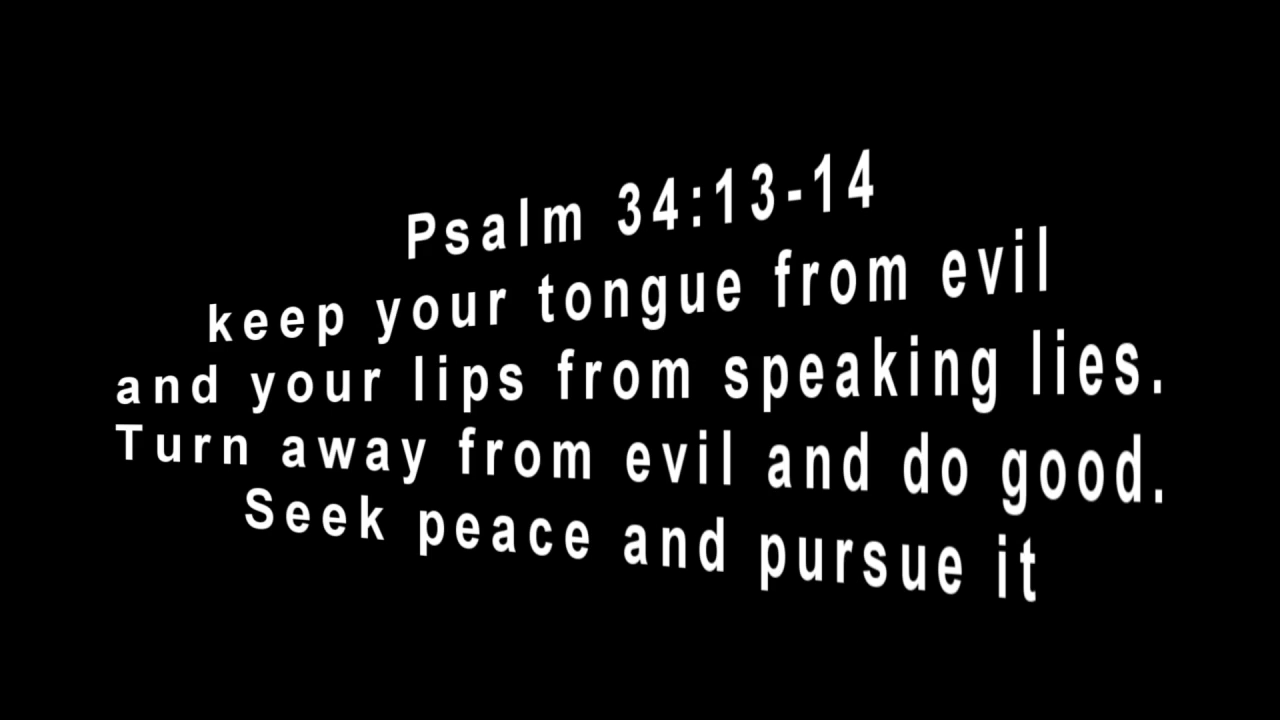 Psalm 34:13-14
keep your tongue from evil
and your lips from speaking lies.
Turn away from evil and do good.
Seek peace and pursue it